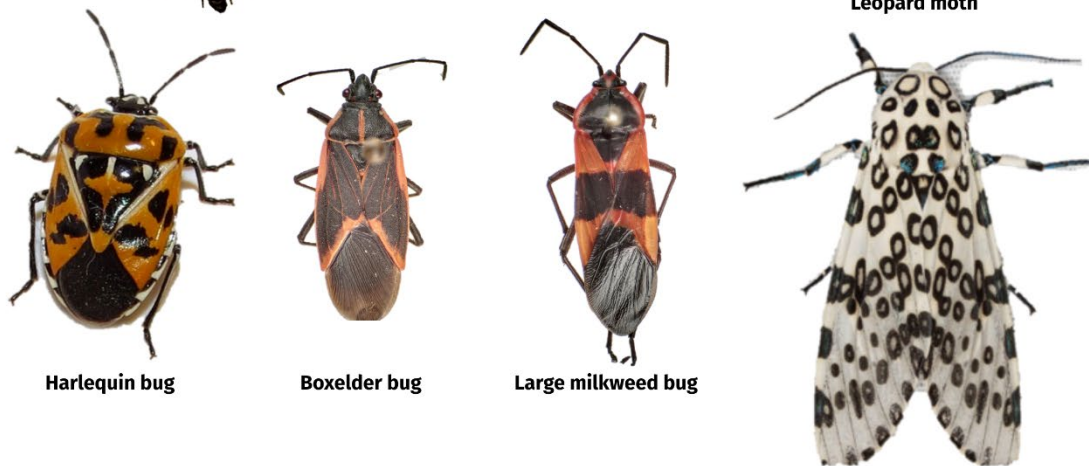 Leopard moth
Harlequin bug
Boxelder bug
Large milkweed bug